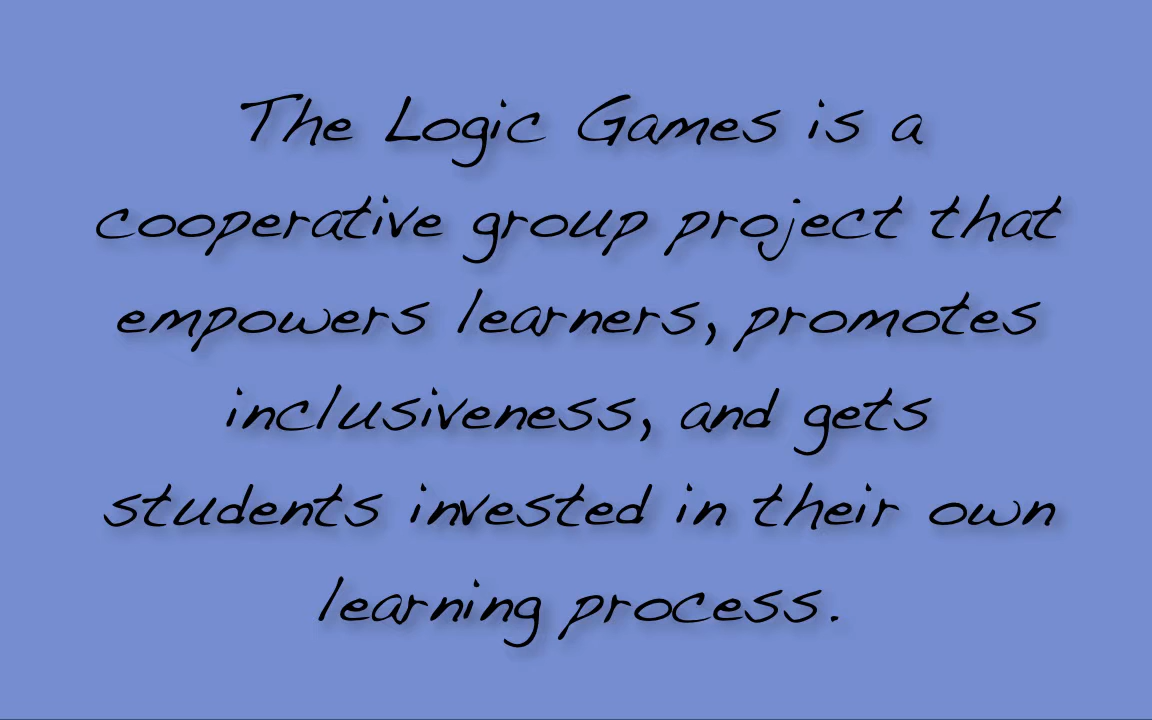 The Logic Games is a
cooperative group project that
empowers learners, promotes
inclusiveness, and gets
students invested in their own
learning process.